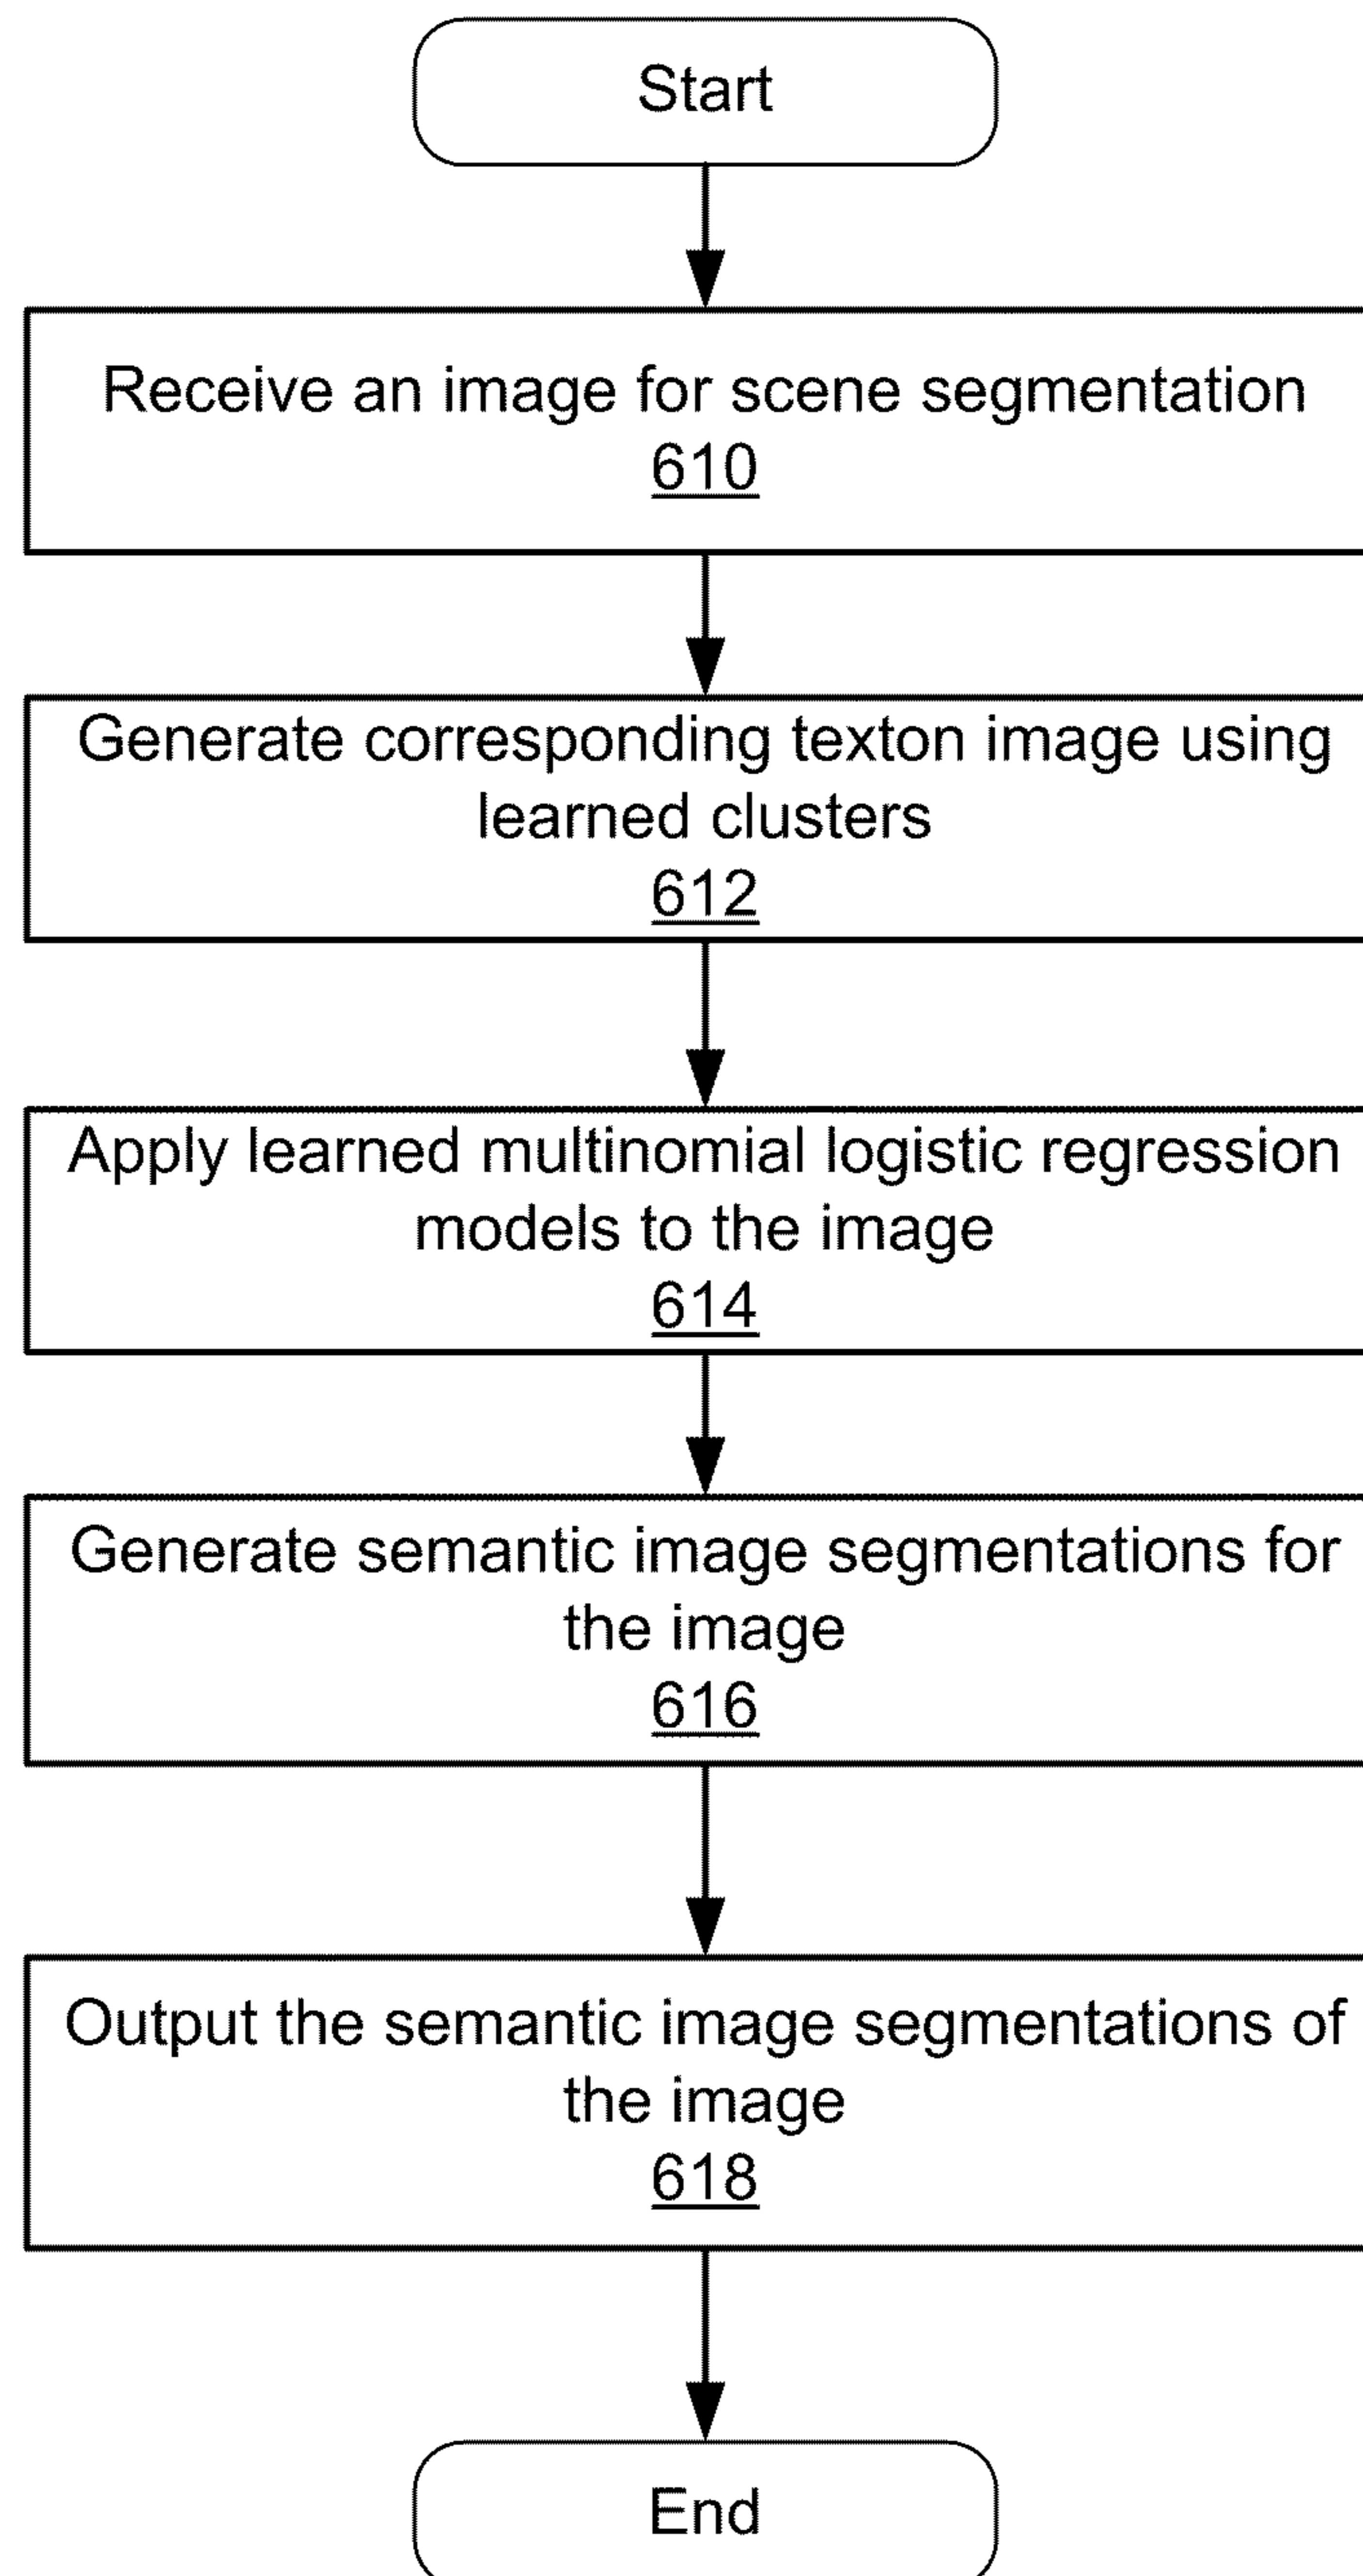 Start
Receive an image for scene segmentation
610
Generate corresponding texton image using
learned clusters
612
Apply learned multinomial logistic regression
models to the image
614
Generate semantic image segmentations for
the image
616
Output the semantic image segmentations of
the image
618
End